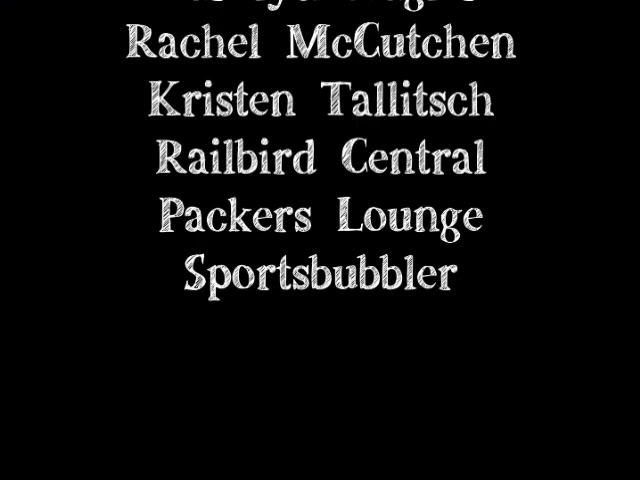 Rachel McCutchen
Kristen Tallitsch
Railbird Central
Packers Lounge
Sportsbubbler